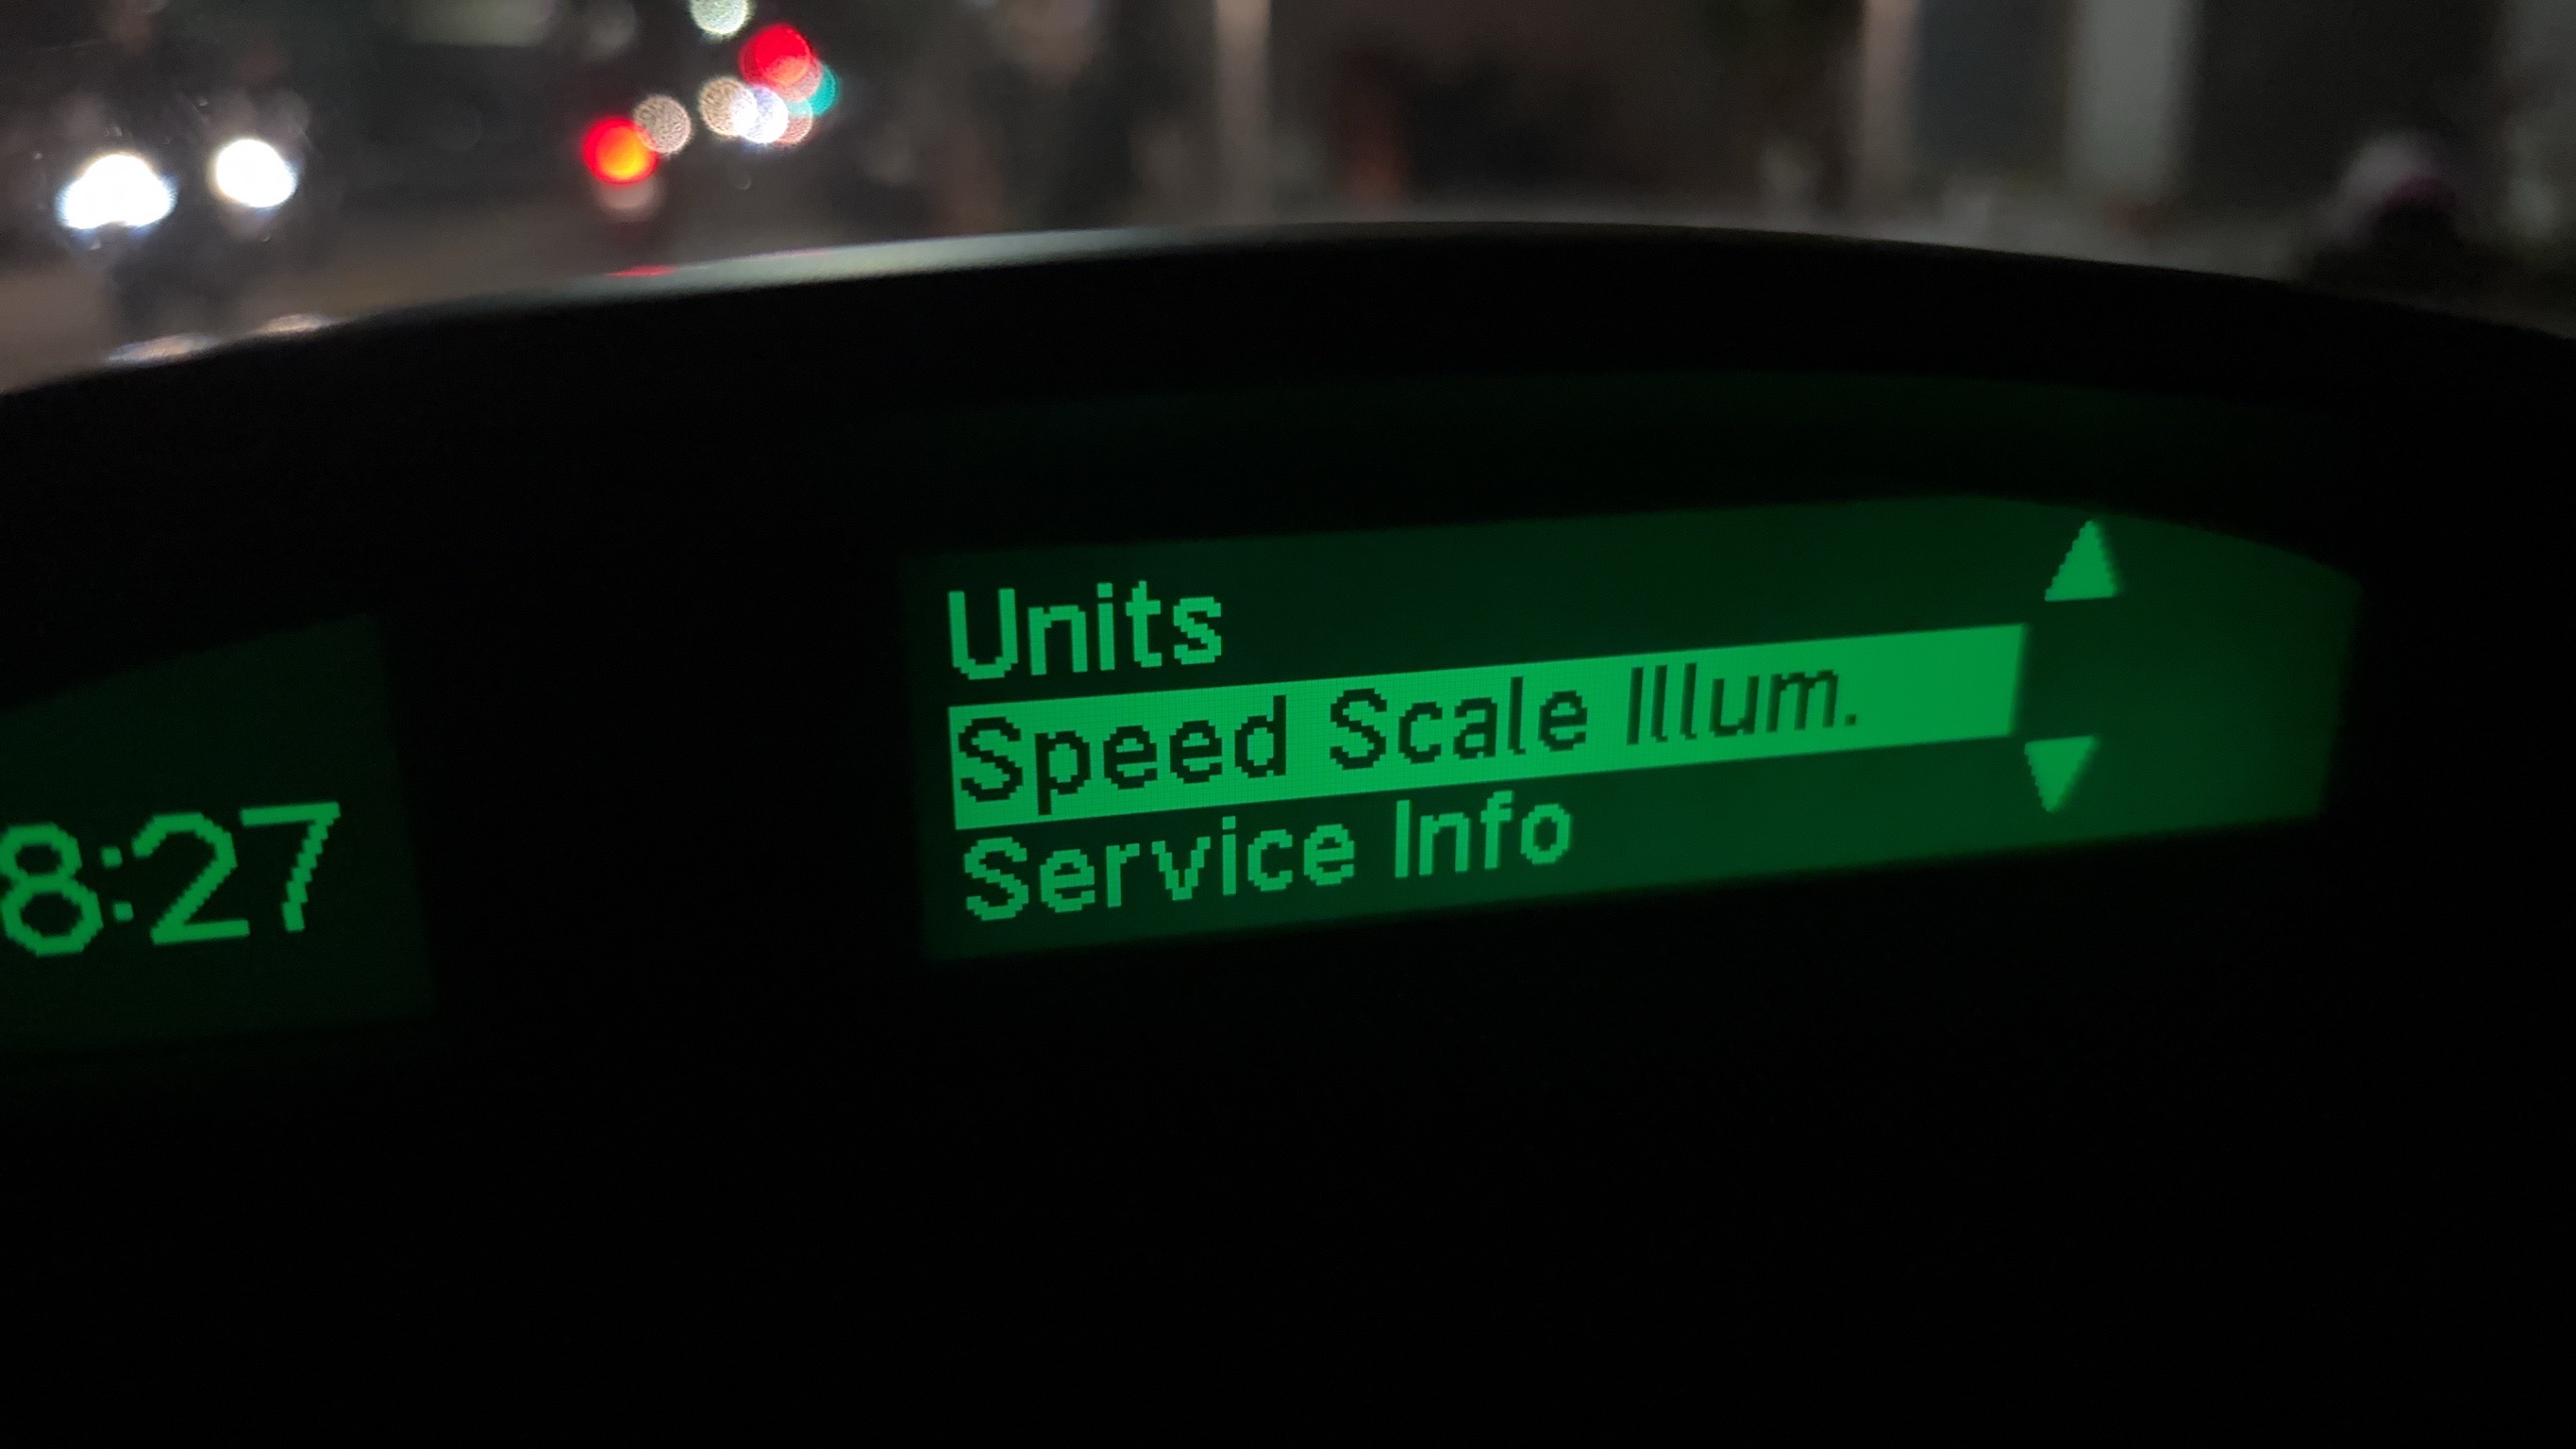 Units
Speed Scale Illum.
Service Info
8:27